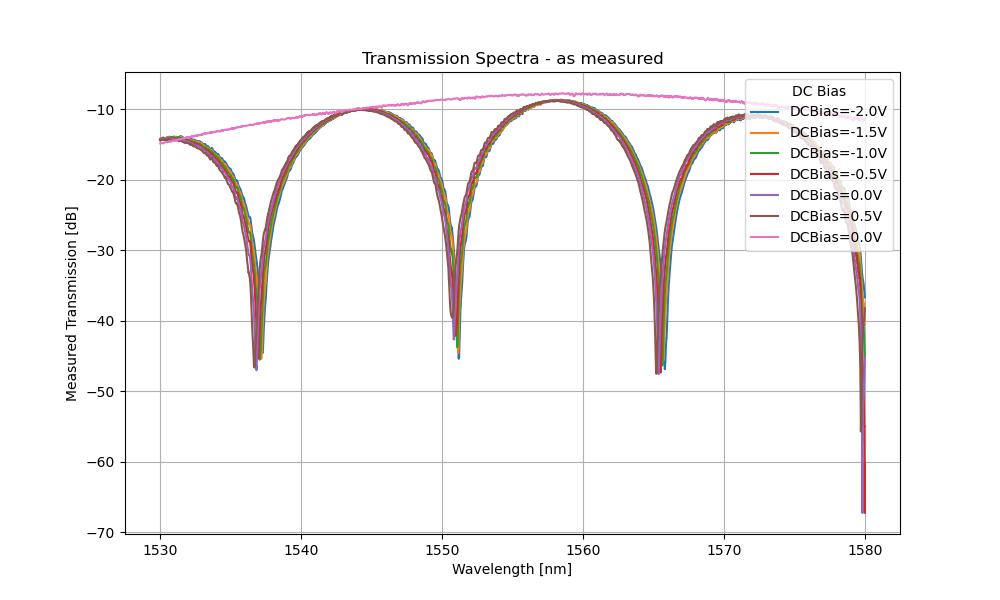 Transmission Spectra - as measured
Measured Transmission [dB]
−10
−20
−30
−40
−50
−60
−70
DC Bias
DCBias=-2.0V
DCBias=-1.5V
DCBias=-1.0V
DCBias=-0.5V
DCBias=0.0V
DCBias=0.5V
DCBias=0.0V
1530
1540
1550
1560
1570
1580
Wavelength [nm]